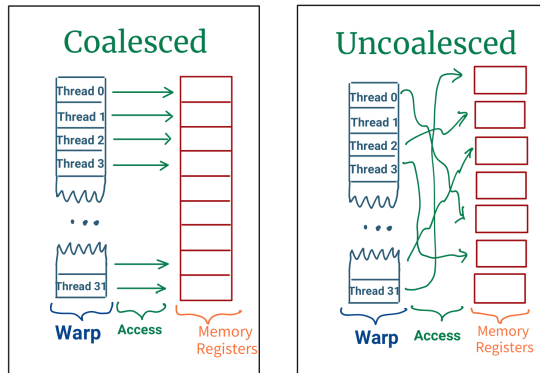 Coalesced
Thread 0
Thread 1
Thread 2
Thread 3
Thread 31
Warp
Access
Memory
Registers
Uncoalesced
Thread 0
Thread 1
Thread 2
Thread 3
Thread 31
Warp
Access
Memory
Registers